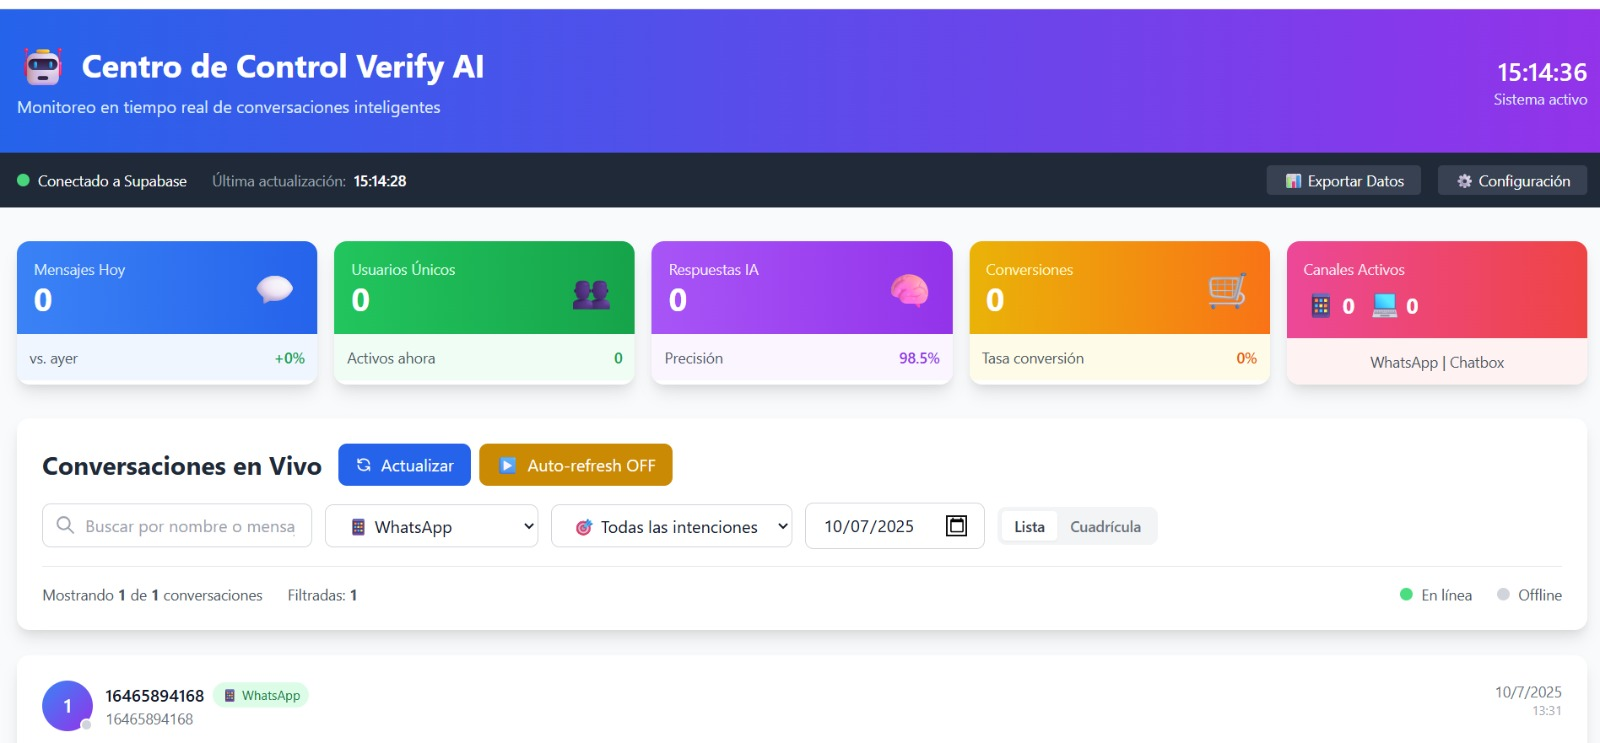 Centro de Control Verify AI
Monitoreo en tiempo real de conversaciones inteligentes
15:14:36
Sistema activo
Conectado a Supabase
Última actualización: 15:14:28
Exportar Datos
Configuración
Mensajes Hoy
0
vs. ayer
+0%
Usuarios Únicos
0
Activos ahora
0
Respuestas IA
0
Precisión
98.5%
Conversiones
0
Tasa conversión
0%
Canales Activos
0 0
WhatsApp | Chatbox
Conversaciones en Vivo
Actualizar
Auto-refresh OFF
Buscar por nombre o mensa
WhatsApp
Todas las intenciones
10/07/2025
Lista
Cuadrícula
Mostrando 1 de 1 conversaciones
Filtradas: 1
En línea
Offline
1
16465894168
WhatsApp
16465894168
10/7/2025
13:31